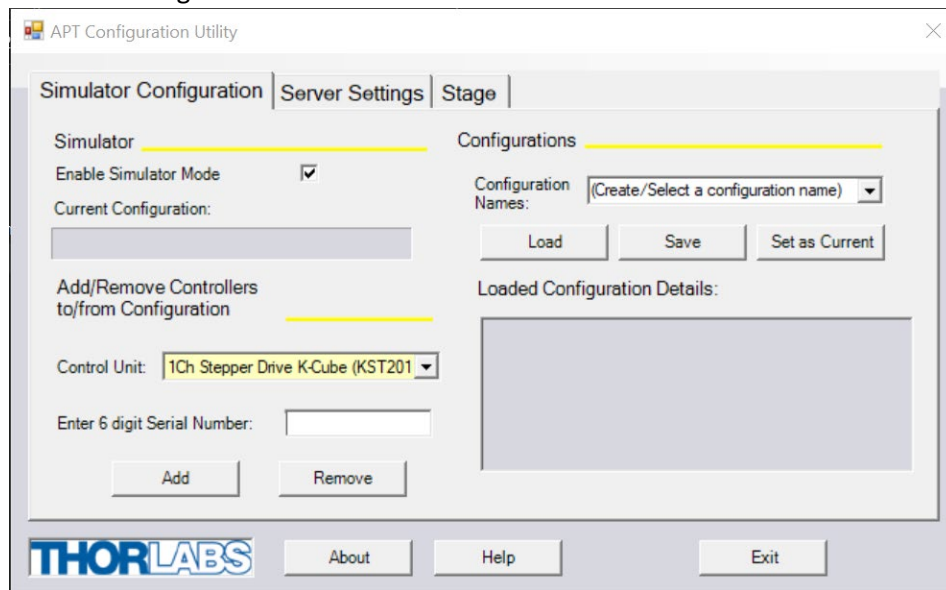 APT Configuration Utility
Simulator Configuration
Server Settings
Stage
Simulator
Enable Simulator Mode
Current Configuration:
Add/Remove Controllers
to/from Configuration
Control Unit: 1Ch Stepper Drive K-Cube (KST201
Enter 6 digit Serial Number:
Add
Remove
Configurations
Configuration
Names:
(Create/Select a configuration name)
Load
Save
Set as Current
Loaded Configuration Details:
THORLABS
About
Help
Exit